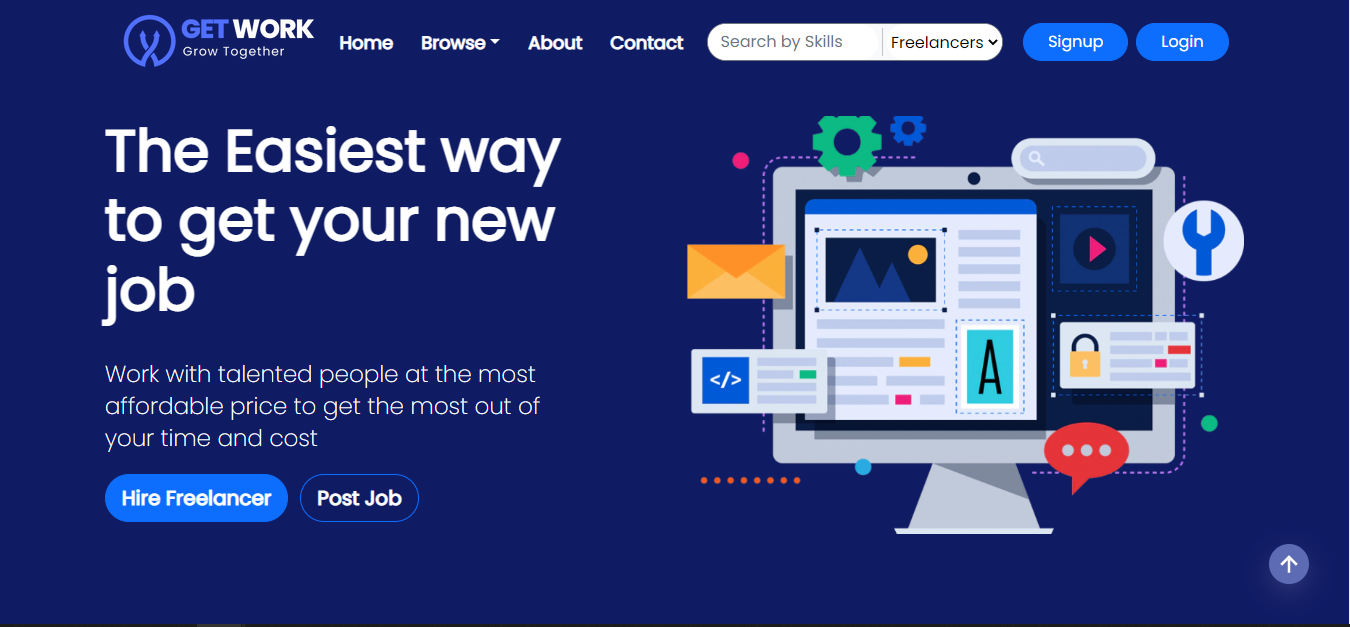 GET WORK
Grow Together
Home
Browse
About
Contact
Search by Skills
Freelancers
Signup
Login
The Easiest way
to get your new
job
Work with talented people at the most
affordable price to get the most out of
your time and cost
Hire Freelancer
Post Job
</>
A